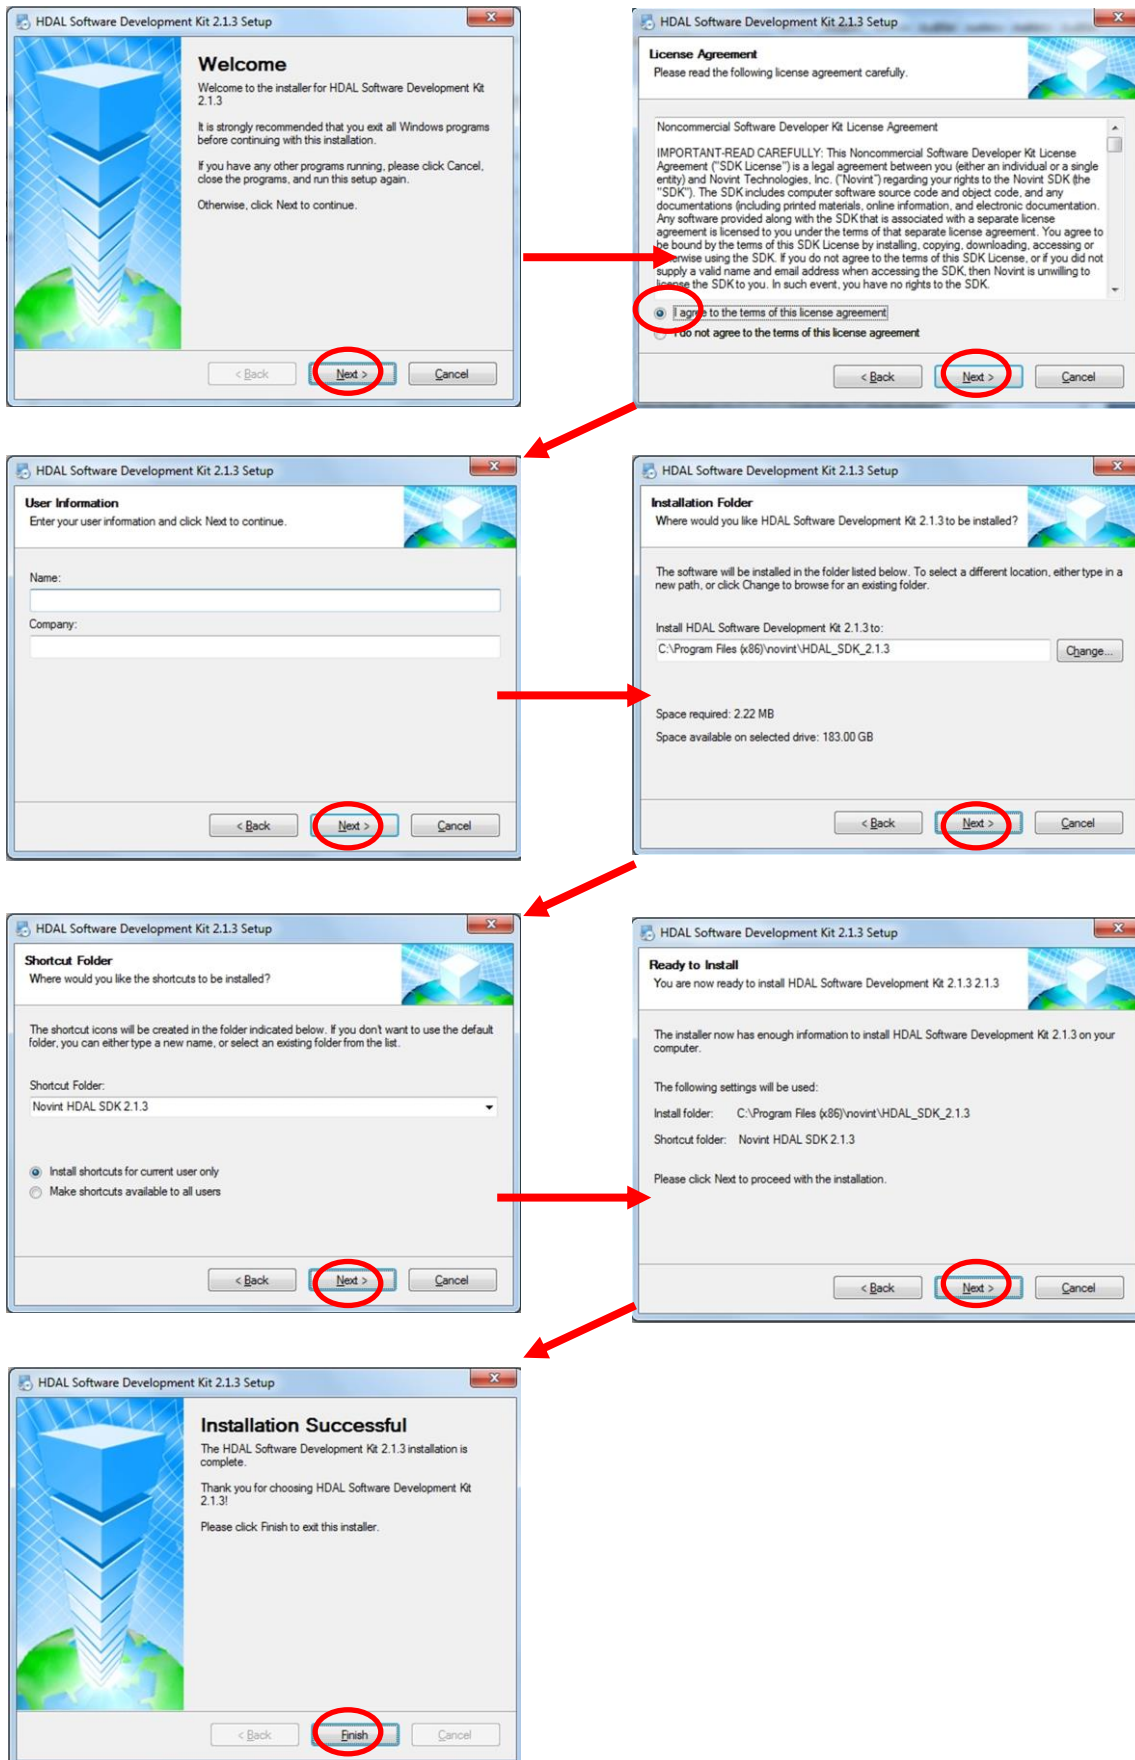 HDAL Software Development Kit 2.1.3 Setup
Welcome
Welcome to the installer for HDAL Software Development Kit
2.1.3
It is strongly recommended that you exit all Windows programs
before continuing with this installation.
If you have any other programs running, please click Cancel,
close the programs, and run this setup again.
Otherwise, click Next to continue.
< Back
Next >
Cancel
HDAL Software Development Kit 2.1.3 Setup
License Agreement
Please read the following license agreement carefully.
Noncommercial Software Developer Kit License Agreement
IMPORTANT-READ CAREFULLY: This Noncommercial Software Developer Kit License
Agreement ("SDK License") is a legal agreement between you (either an individual or a single
entity) and Novint Technologies, Inc. ("Novint") regarding your rights to the Novint SDK (the
"SDK"). The SDK includes computer software source code and object code, and any
documentations (including printed materials, online information, and electronic documentation.
Any software provided along with the SDK that is associated with a separate license
agreement is licensed to you under the terms of that separate license agreement. You agree to
be bound by the terms of this SDK License by installing, copying, downloading, accessing or
otherwise using the SDK. If you do not agree to the terms of this SDK License, or if you did not
supply a valid name and email address when accessing the SDK, then Novint is unwilling to
license the SDK to you. In such event, you have no rights to the SDK.
I agree to the terms of this license agreement
I do not agree to the terms of this license agreement
< Back
Next >
Cancel
HDAL Software Development Kit 2.1.3 Setup
User Information
Enter your user information and click Next to continue.
Name:
Company:
< Back
Next >
Cancel
HDAL Software Development Kit 2.1.3 Setup
Installation Folder
Where would you like HDAL Software Development Kit 2.1.3 to be installed?
The software will be installed in the folder listed below. To select a different location, either type in a
new path, or click Change to browse for an existing folder.
Install HDAL Software Development Kit 2.1.3 to:
C:\Program Files (x86)\novint\HDAL_SDK_2.1.3
Change...
Space required: 2.22 MB
Space available on selected drive: 183.00 GB
< Back
Next >
Cancel
HDAL Software Development Kit 2.1.3 Setup
Shortcut Folder
Where would you like the shortcuts to be installed?
The shortcut icons will be created in the folder indicated below. If you don't want to use the default
folder, you can either type a new name, or select an existing folder from the list.
Shortcut Folder:
Novint HDAL SDK 2.1.3
Install shortcuts for current user only
Make shortcuts available to all users
< Back
Next >
Cancel
HDAL Software Development Kit 2.1.3 Setup
Ready to Install
You are now ready to install HDAL Software Development Kit 2.1.3 2.1.3
The installer now has enough information to install HDAL Software Development Kit 2.1.3 on your
computer.
The following settings will be used:
Install folder: C:\Program Files (x86)\novint\HDAL_SDK_2.1.3
Shortcut folder: Novint HDAL SDK 2.1.3
Please click Next to proceed with the installation.
< Back
Next >
Cancel
HDAL Software Development Kit 2.1.3 Setup
Installation Successful
The HDAL Software Development Kit 2.1.3 installation is
complete.
Thank you for choosing HDAL Software Development Kit
2.1.3!
Please click Finish to exit this installer.
< Back
Finish
Cancel